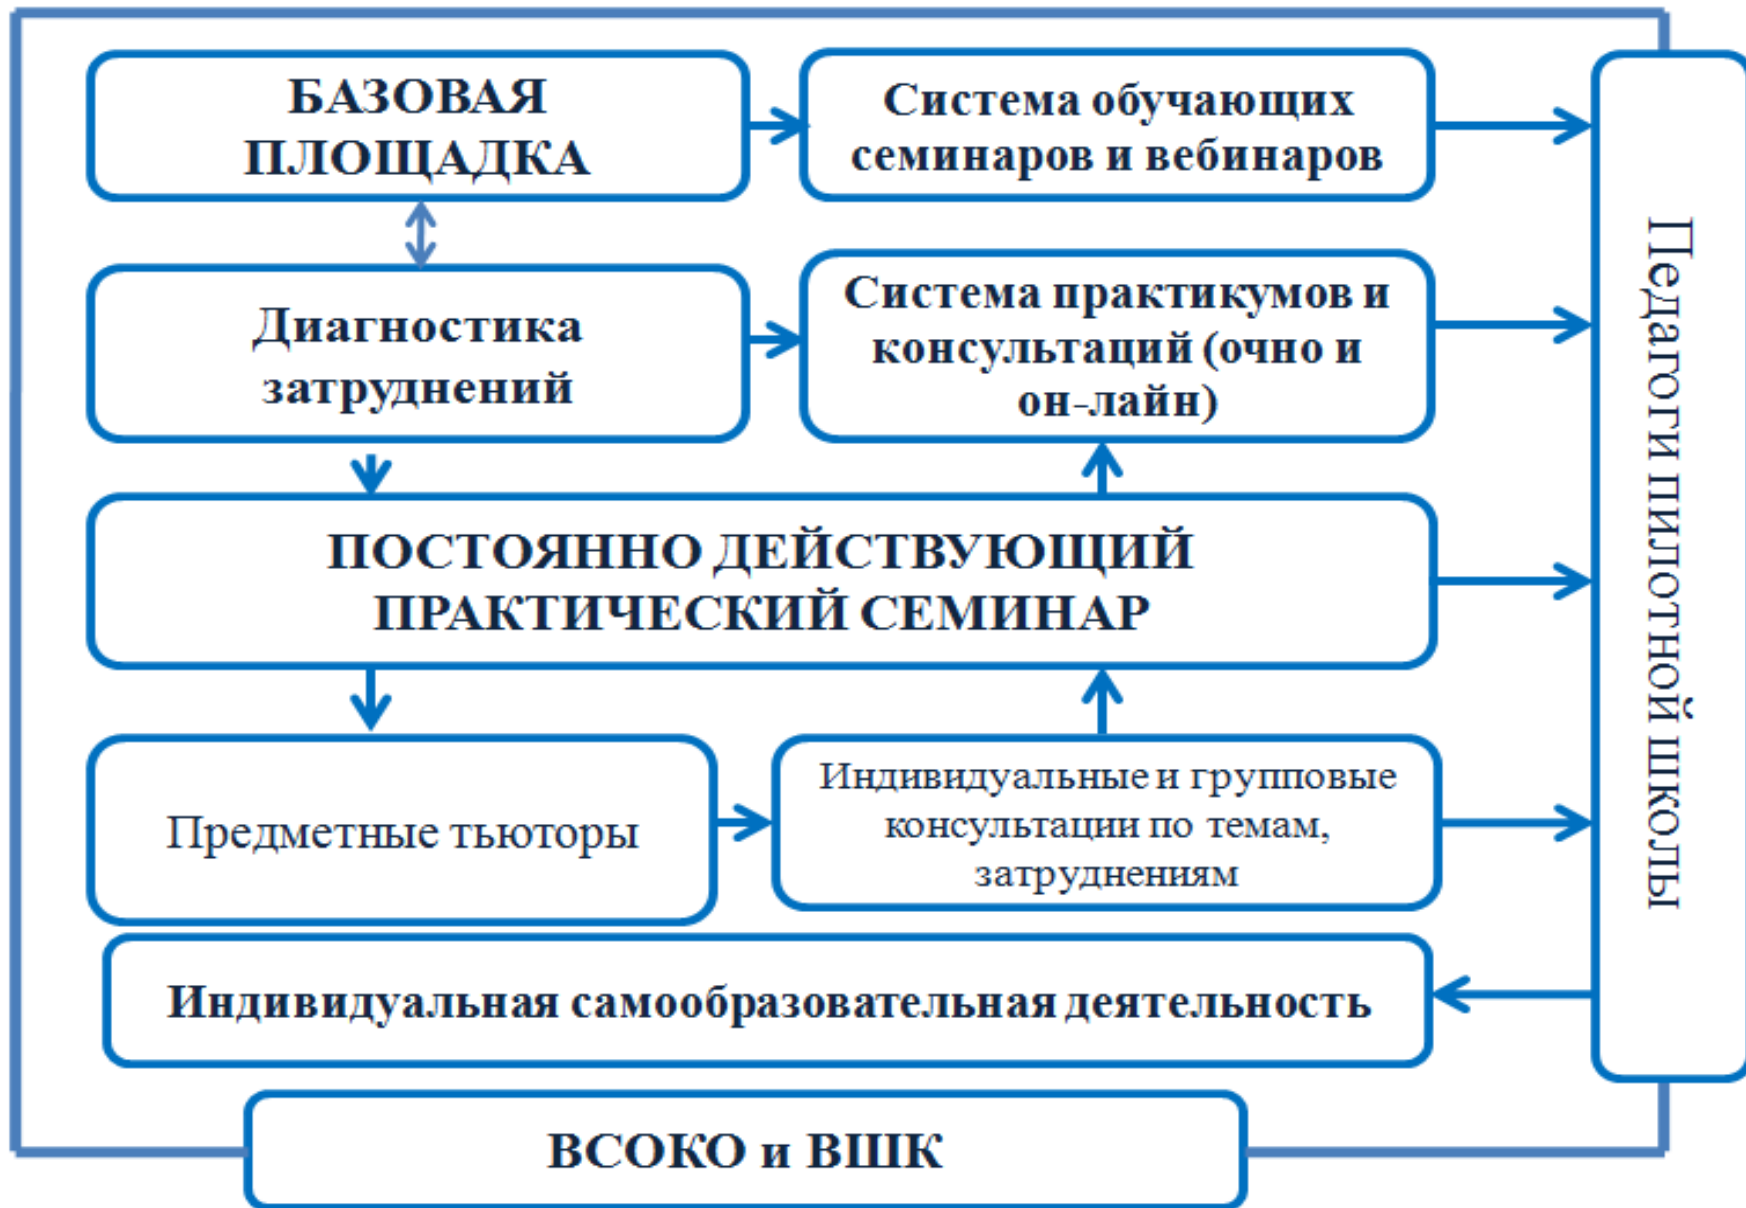 БАЗОВАЯ
ПЛОЩАДКА
Система обучающих
семинаров и вебинаров
Диагностика
затруднений
Система практикумов и
консультаций (очно и
он-лайн)
ПОСТОЯННО ДЕЙСТВУЮЩИЙ
ПРАКТИЧЕСКИЙ СЕМИНАР
Предметные тьюторы
Индивидуальные и групповые
консультации по темам,
затруднениям
Индивидуальная самообразовательная деятельность
ВСОКО и ВШК
Педагоги пилотной школы